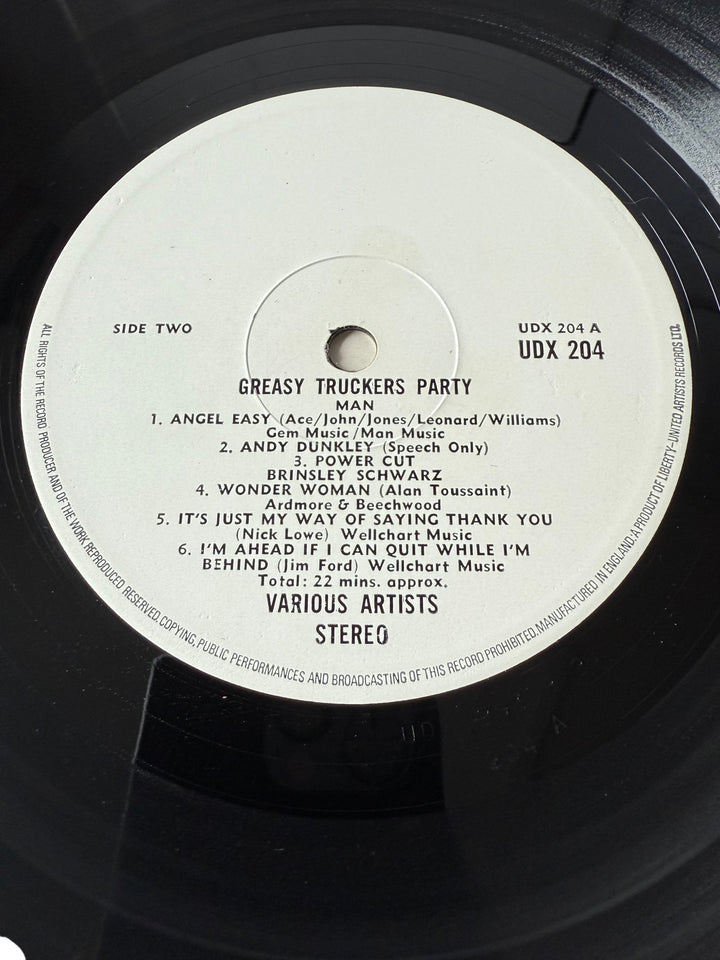 SIDE TWO
UDX 204 A
UDX 204
GREASY TRUCKERS PARTY
MAN
1. ANGEL EASY (Ace/John/Jones/Leonard/Williams)
Gem Music/Man Music
2. ANDY DUNKLEY (Speech Only)
3. POWER CUT
BRINSLEY SCHWARZ
4. WONDER WOMAN (Alan Toussaint)
Ardmore & Beechwood
5. IT'S JUST MY WAY OF SAYING THANK YOU
(Nick Lowe) Wellchart Music
6. I'M AHEAD IF I CAN QUIT WHILE I'M
BEHIND (Jim Ford) Wellchart Music
Total: 22 mins. approx.
VARIOUS ARTISTS
STEREO
ALL RIGHTS OF THE RECORD PRODUCER AND OF THE WORK REPRODUCED RESERVED. COPYING, PUBLIC PERFORMANCES AND BROADCASTING OF THIS RECORD PROHIBITED. MANUFACTURED IN ENGLAND. A PRODUCT OF LIBERTY-UNITED ARTISTS RECORDS LTD.